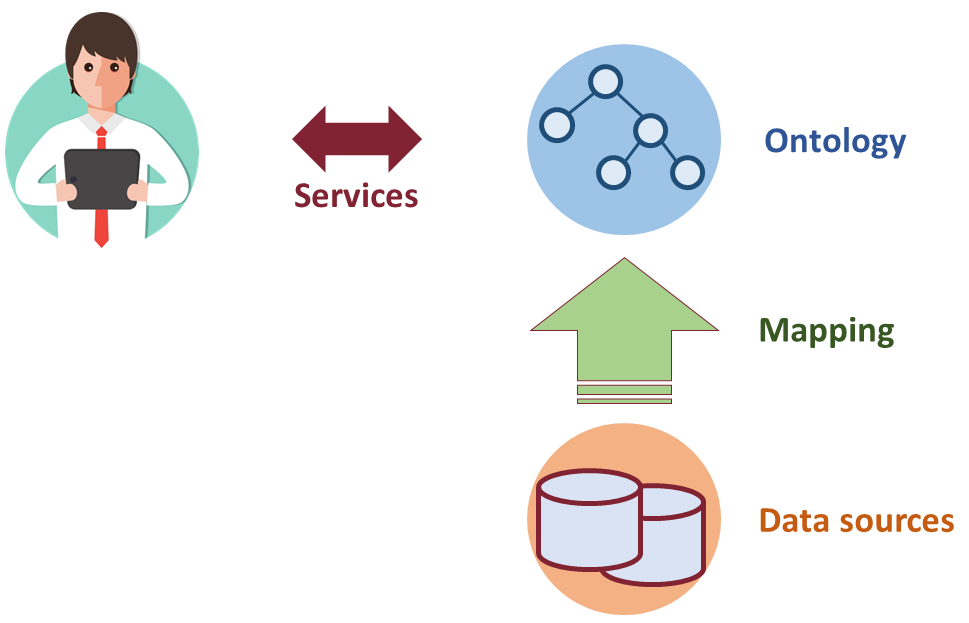 Ontology
Services
Mapping
Data sources